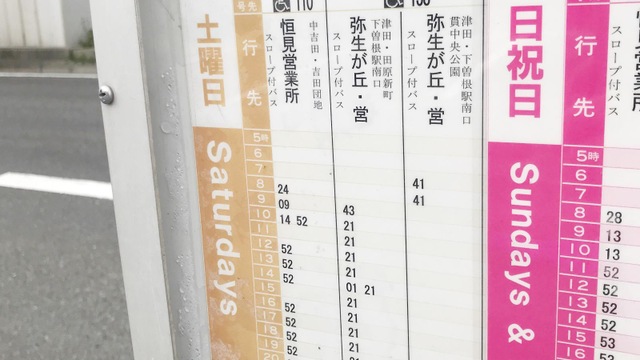 土曜日
Saturdays
号先
行先
110
恒見営業所
中吉田・吉田団地
スロープ付バス
弥生が丘・営
津田・田原新町
下曽根駅南口
スロープ付バス
弥生が丘・営
津田・下曽根駅南口
貫中央公園
スロープ付バス
5時
6
7
8 24 41
9 09 43 41
10 14 52 21
11 21
12 52 21
13 52 21
14 52 21
15 01 21
16 52 21
17 52 21
18 52 21
19 52 21
20
日祝日
Sundays &
行先
スロープ付バス
5時
6
7
8 28
9 13
10 13
11 52
12 52
13 52
14 52
15 53
16 53